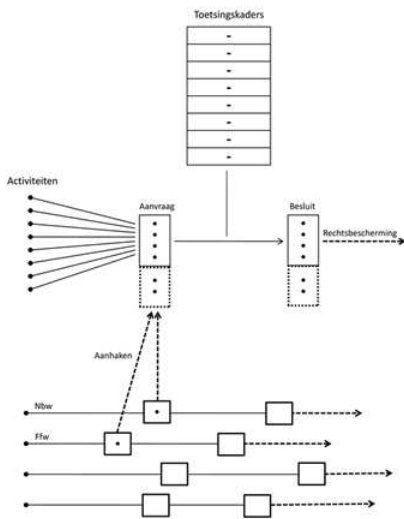 Toetsingskaders
-
-
-
-
-
-
-
-
Activiteiten
Aanvraag
Besluit
Rechtsbescherming
Aanhaken
Nbw
Ffw